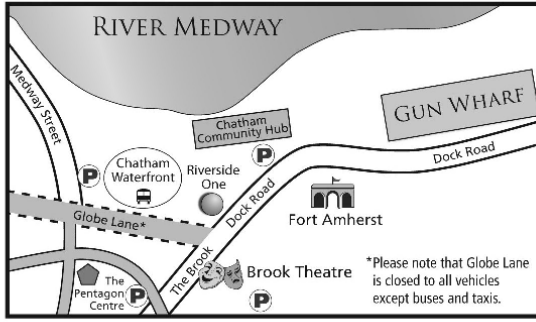 RIVER MEDWAY
Medway Street
GUN WHARF
Chatham
Community Hub
P
Dock Road
P
Chatham
Waterfront
Riverside
One
Dock Road
Fort Amherst
Globe Lane*
The Brook
Brook Theatre
The
Pentagon
Centre
P
P
*Please note that Globe Lane
is closed to all vehicles
except buses and taxis.